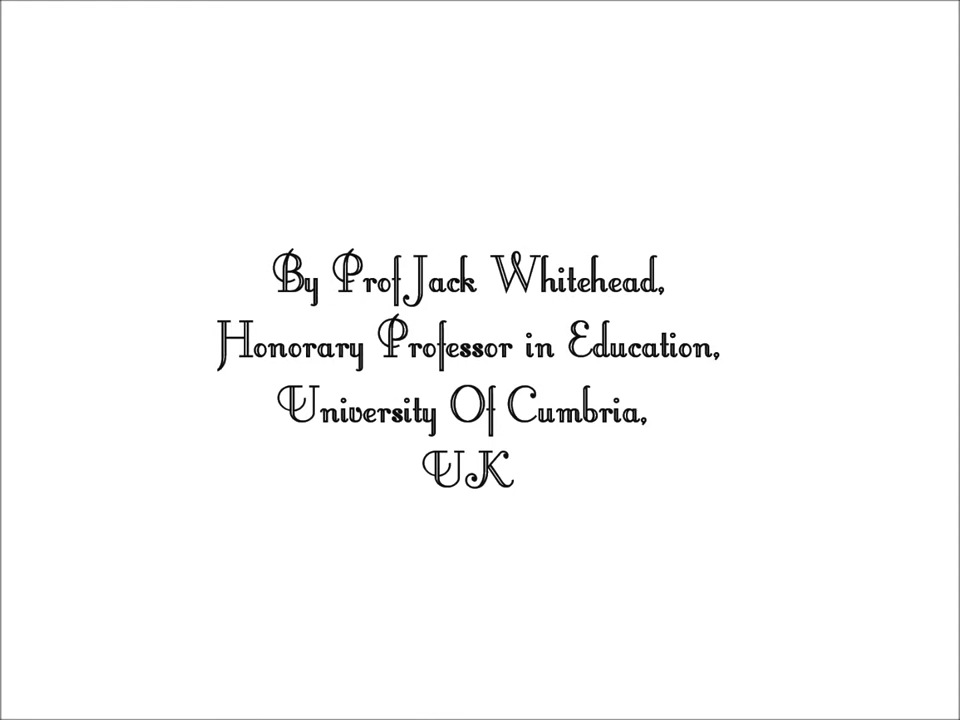 By Prof Jack Whitehead,
Honorary Professor in Education,
University Of Cumbria,
UK